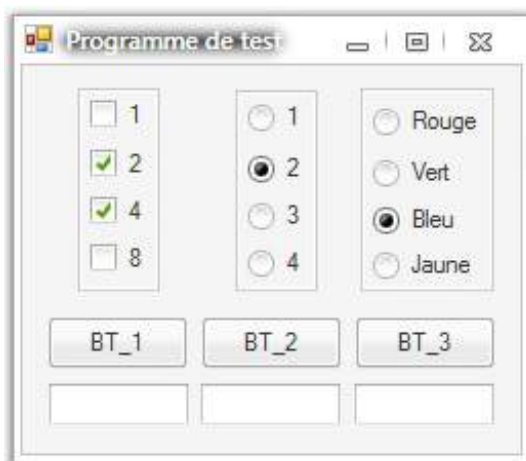 Programme de test
1
2
4
8
1
2
3
4
Rouge
Vert
Bleu
Jaune
BT_1 BT_2 BT_3